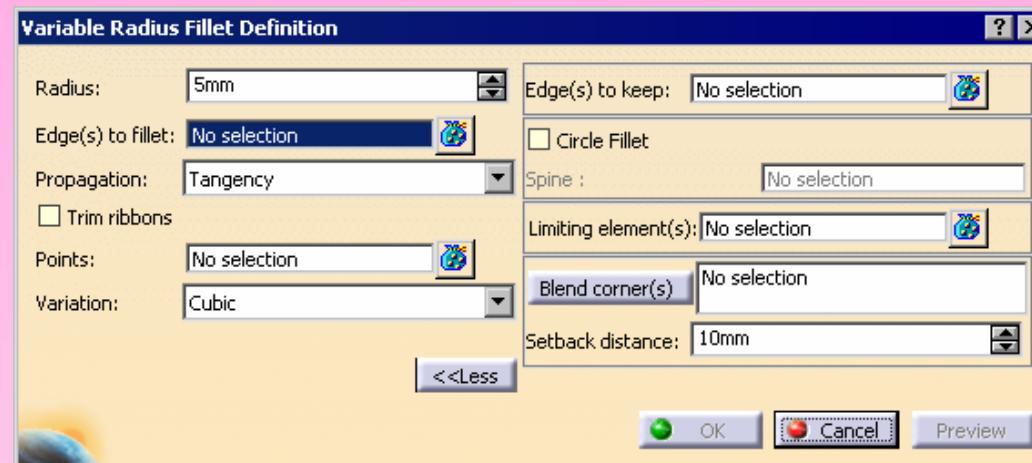 Variable Radius Fillet Definition
Radius: 5mm
Edge(s) to fillet: No selection
Propagation: Tangency
Trim ribbons
Points: No selection
Variation: Cubic
<<Less
Edge(s) to keep: No selection
Circle Fillet
Spine : No selection
Limiting element(s): No selection
Blend corner(s) No selection
Setback distance: 10mm
OK Cancel Preview